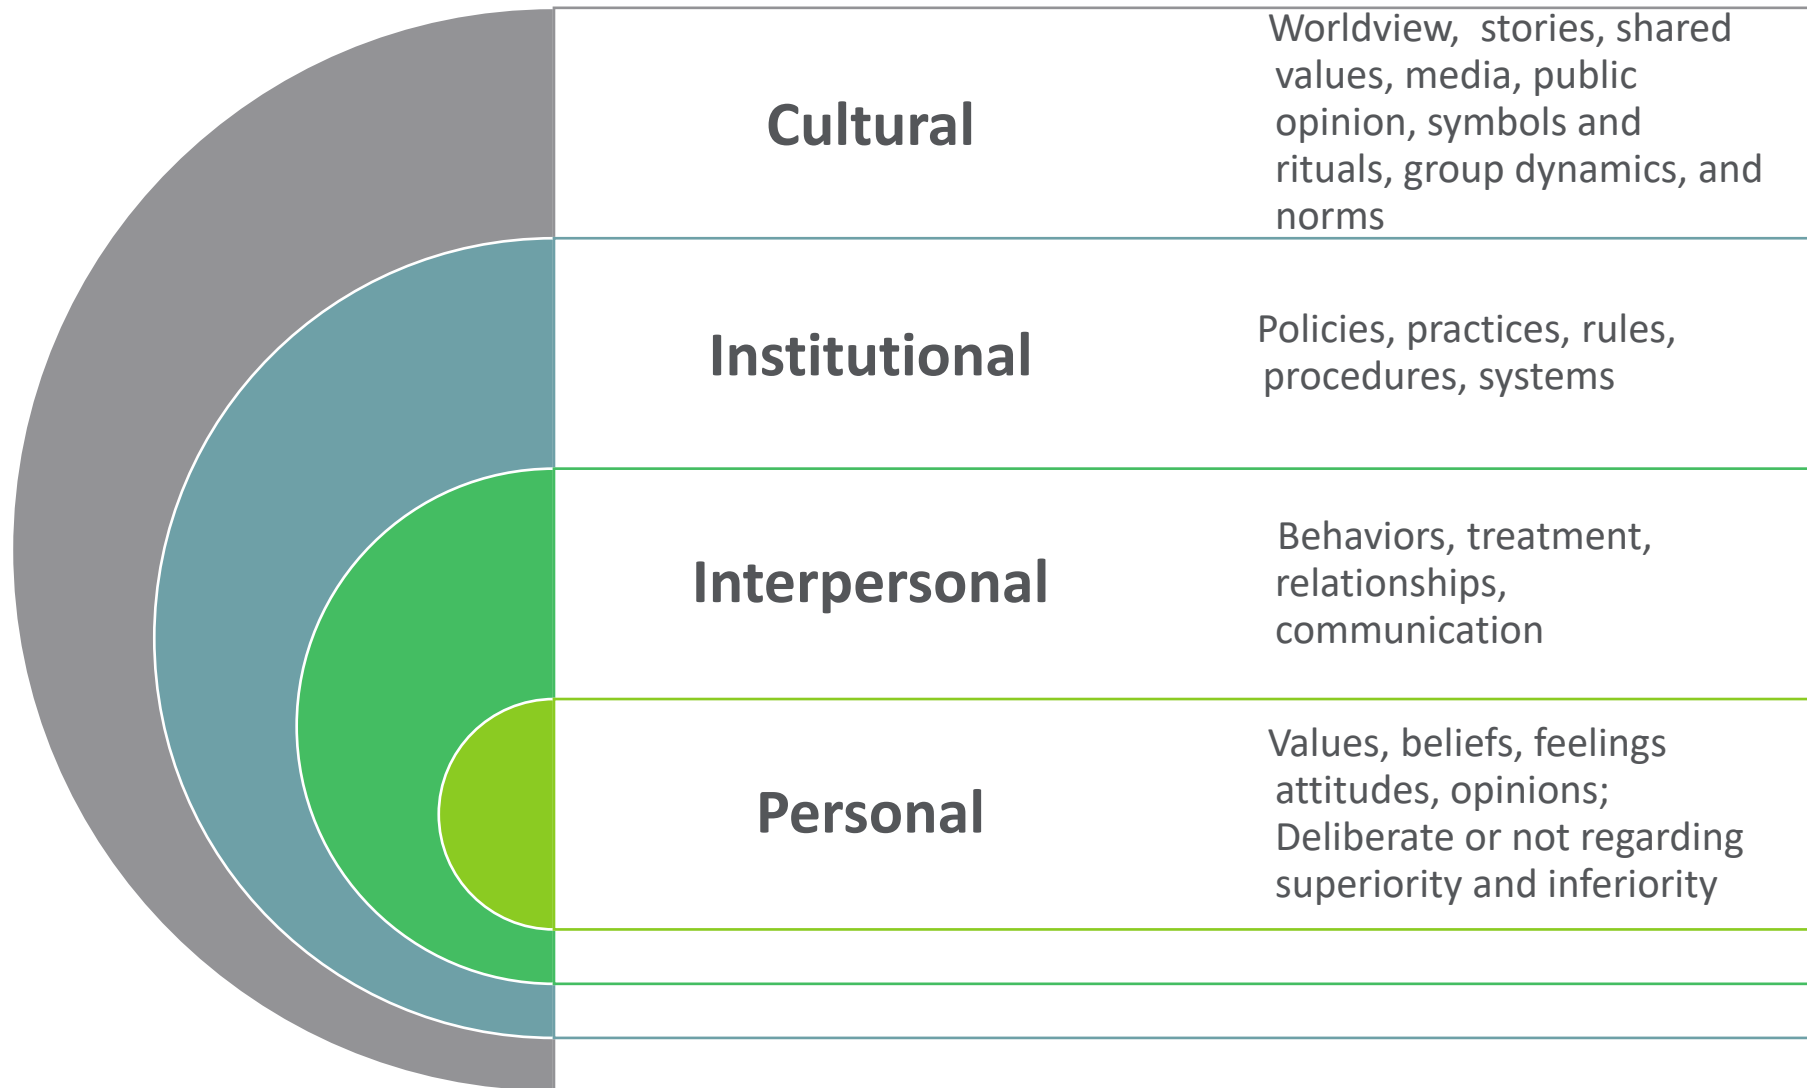 Cultural
Worldview,  stories, shared
values, media, public
opinion, symbols and
rituals, group dynamics, and
norms
Institutional
Policies, practices, rules,
procedures, systems
Interpersonal
Behaviors, treatment,
relationships,
communication
Personal
Values, beliefs, feelings
attitudes, opinions;
Deliberate or not regarding
superiority and inferiority